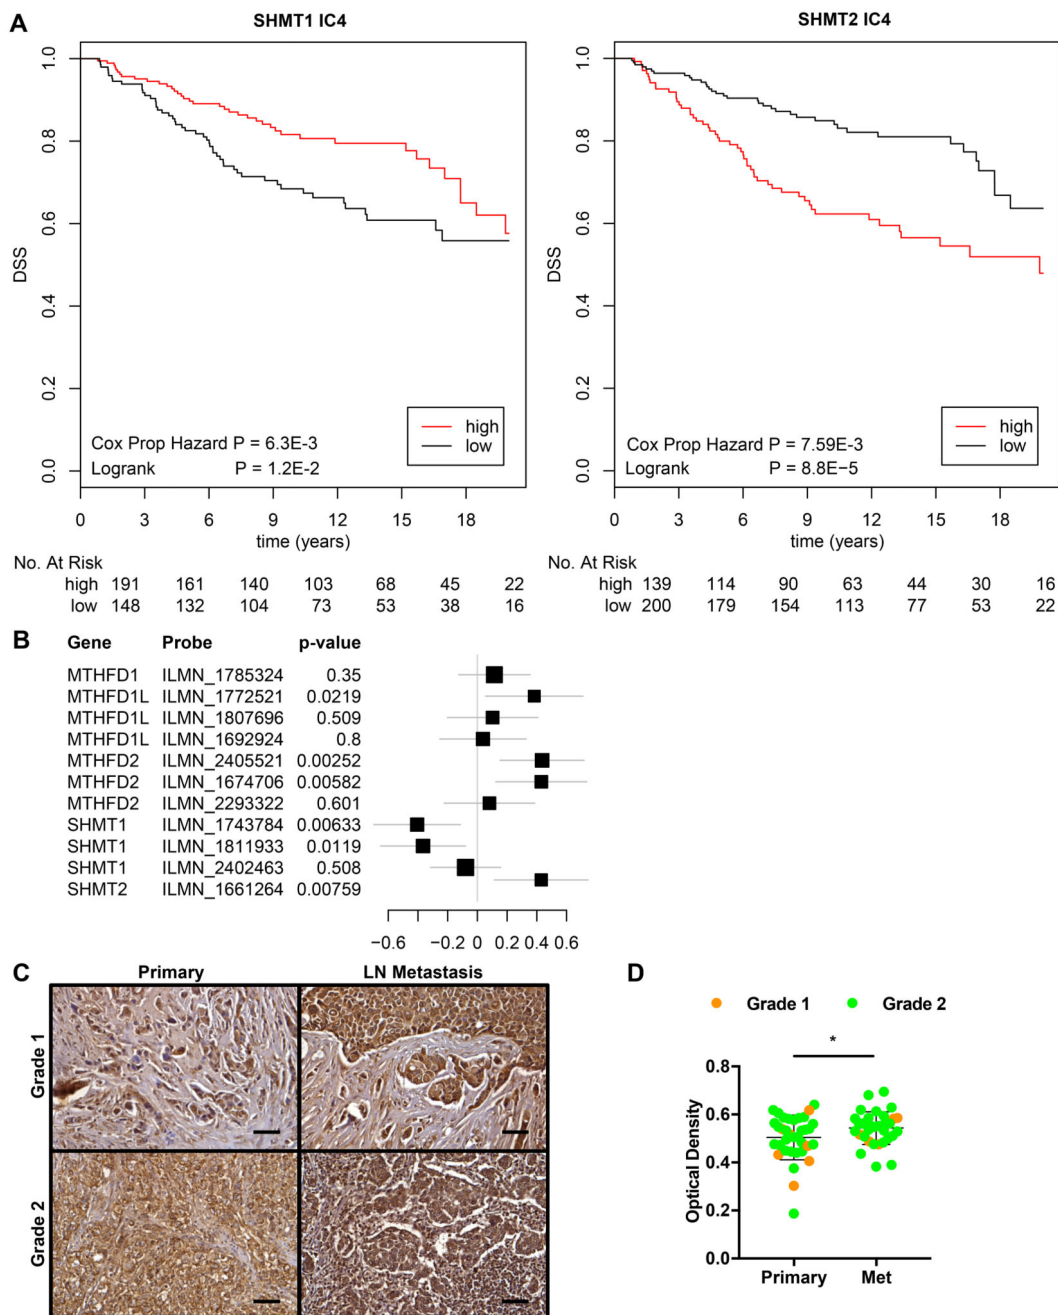 A
SHMT1 IC4
SHMT2 IC4
DSS
1.0
0.8
0.6
0.4
0.2
0.0
high
low
Cox Prop Hazard P = 6.3E-3
Logrank P = 1.2E-2
0 3 6 9 12 15 18
time (years)
No. At Risk
high 191 161 140 103 68 45 22
low 148 132 104 73 53 38 16
DSS
1.0
0.8
0.6
0.4
0.2
0.0
high
low
Cox Prop Hazard P = 7.59E-3
Logrank P = 8.8E−5
0 3 6 9 12 15 18
time (years)
No. At Risk
high 139 114 90 63 44 30 16
low 200 179 154 113 77 53 22
B
Gene Probe p-value
MTHFD1 ILMN_1785324 0.35
MTHFD1L ILMN_1772521 0.0219
MTHFD1L ILMN_1807696 0.509
MTHFD1L ILMN_1692924 0.8
MTHFD2 ILMN_2405521 0.00252
MTHFD2 ILMN_1674706 0.00582
MTHFD2 ILMN_2293322 0.601
SHMT1 ILMN_1743784 0.00633
SHMT1 ILMN_1811933 0.0119
SHMT1 ILMN_2402463 0.508
SHMT2 ILMN_1661264 0.00759
−0.6 −0.2 0 0.2 0.4 0.6
C
Primary LN Metastasis
Grade 1
Grade 2
D
Grade 1 Grade 2
*
Optical Density
0.8
0.6
0.4
0.2
0.0
Primary Met